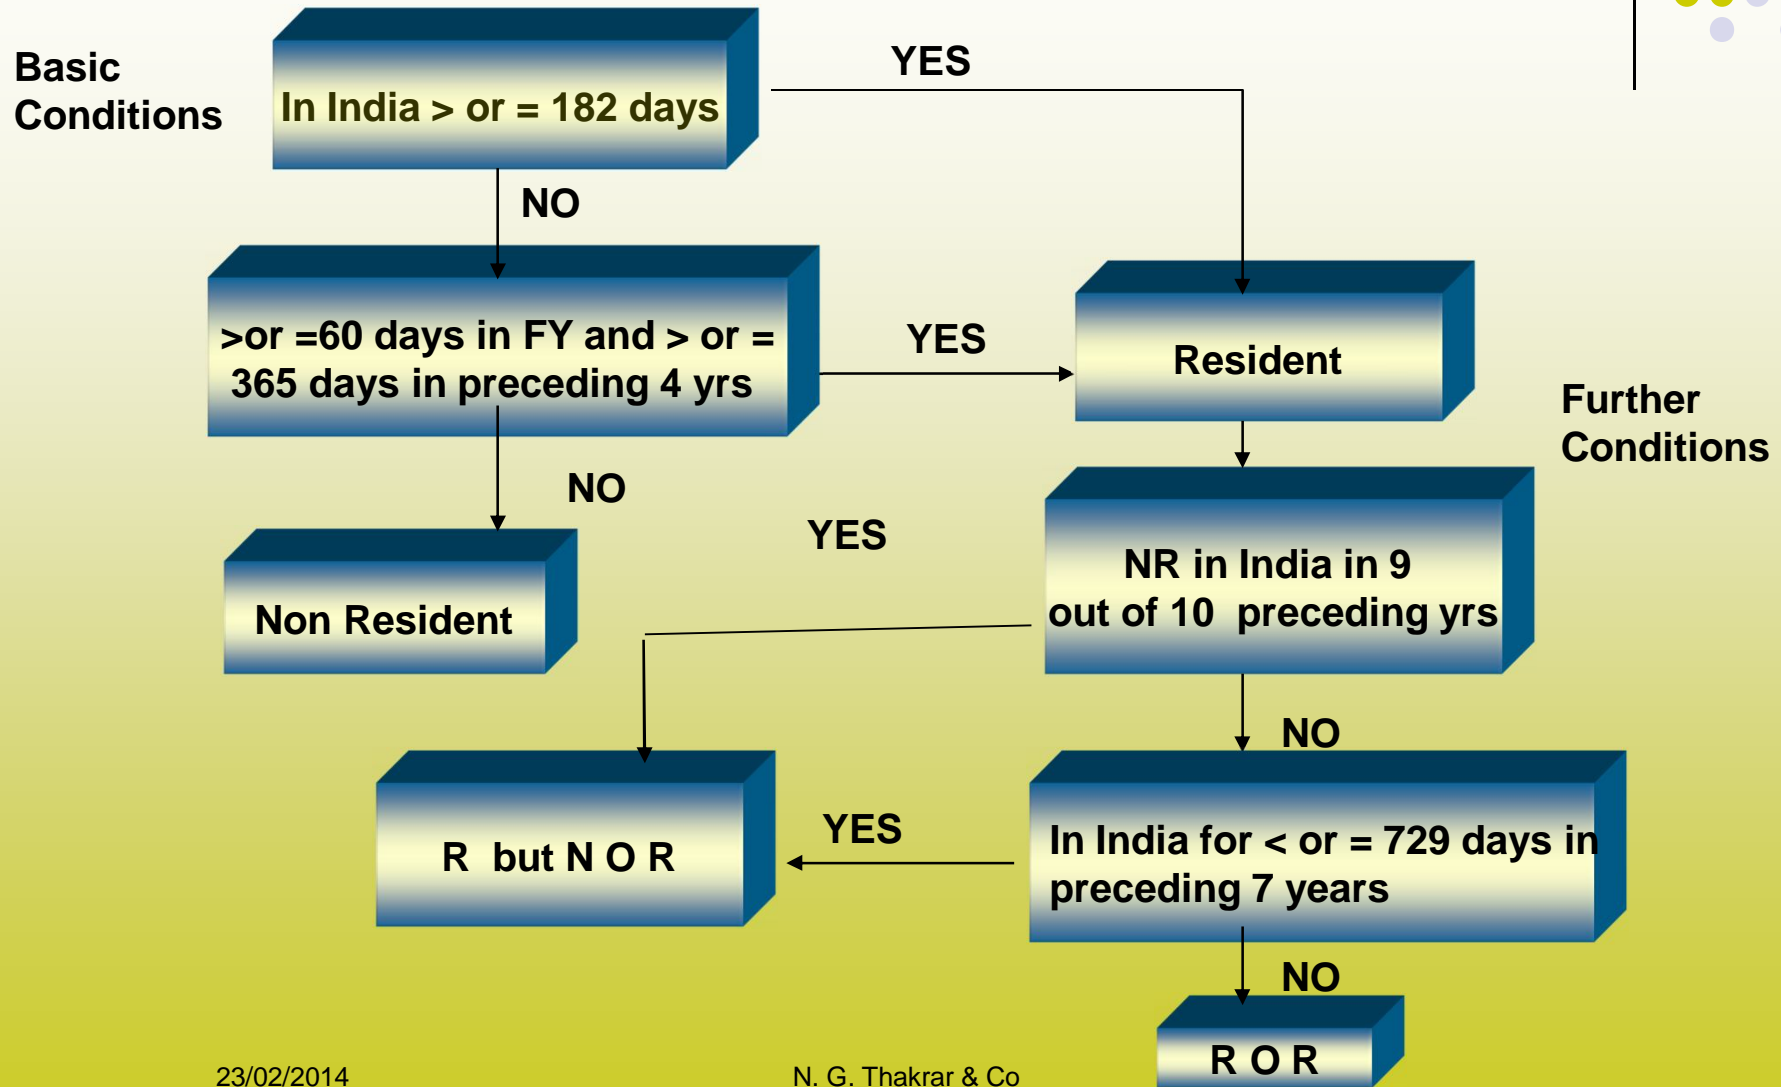 Basic
Conditions
In India > or = 182 days
YES
NO
>or =60 days in FY and > or =
365 days in preceding 4 yrs
YES
Resident
Further
Conditions
NO
YES
Non Resident
NR in India in 9
out of 10 preceding yrs
NO
R but N O R
YES
In India for < or = 729 days in
preceding 7 years
NO
R O R
23/02/2014
N. G. Thakrar & Co